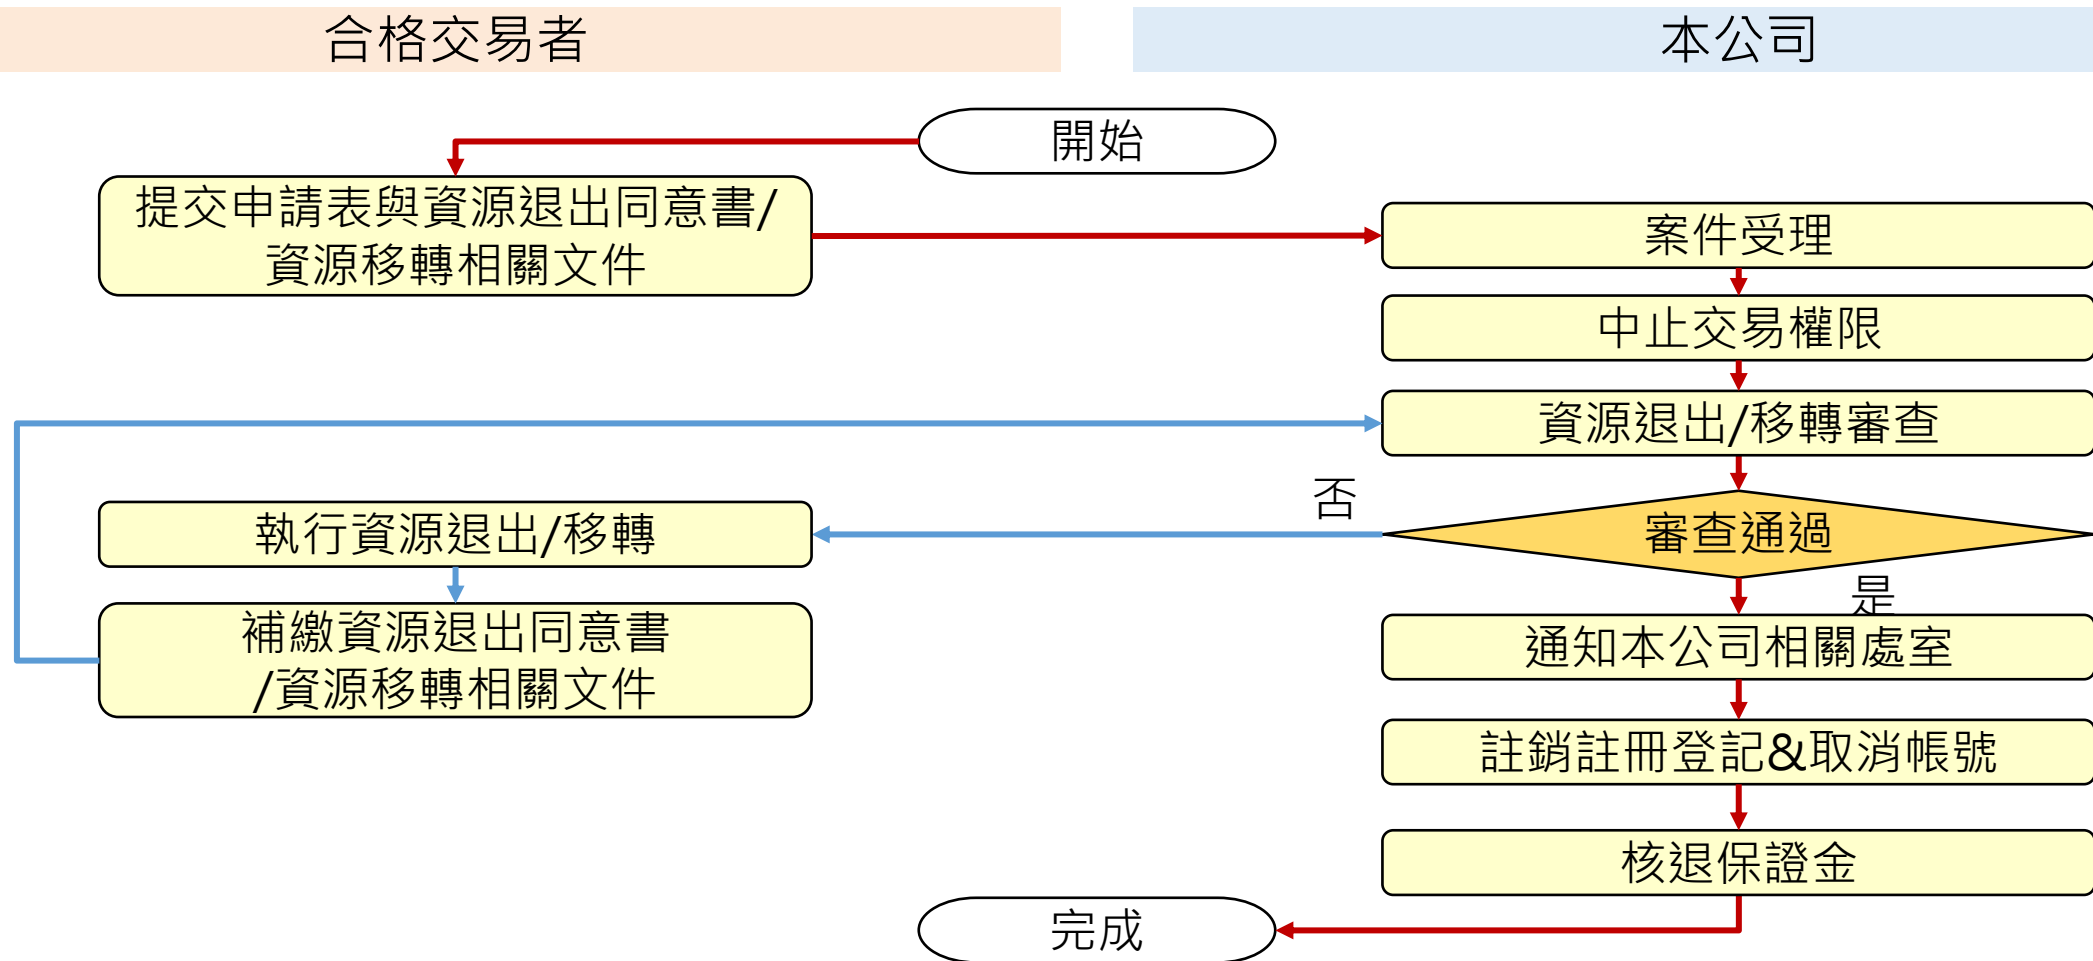 合格交易者
本公司
開始
提交申請表與資源退出同意書/
資源移轉相關文件
案件受理
中止交易權限
資源退出/移轉審查
否
審查通過
執行資源退出/移轉
是
補繳資源退出同意書
/資源移轉相關文件
通知本公司相關處室
註銷註冊登記&取消帳號
核退保證金
完成